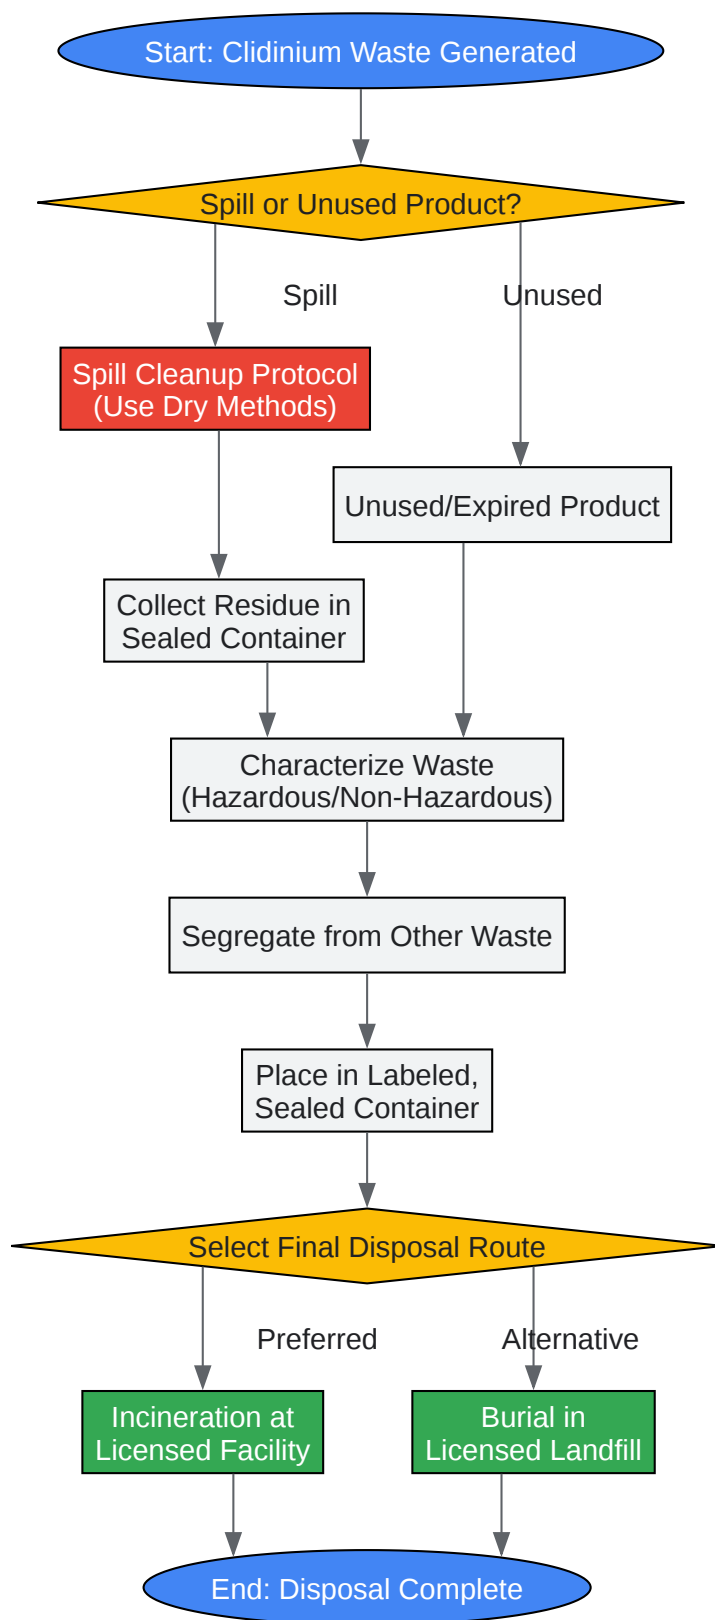 Start: Clidinium Waste Generated
Spill or Unused Product?
Spill
Unused
Spill Cleanup Protocol
(Use Dry Methods)
Unused/Expired Product
Collect Residue in
Sealed Container
Characterize Waste
(Hazardous/Non-Hazardous)
Segregate from Other Waste
Place in Labeled,
Sealed Container
Select Final Disposal Route
Preferred
Alternative
Incineration at
Licensed Facility
Burial in
Licensed Landfill
End: Disposal Complete